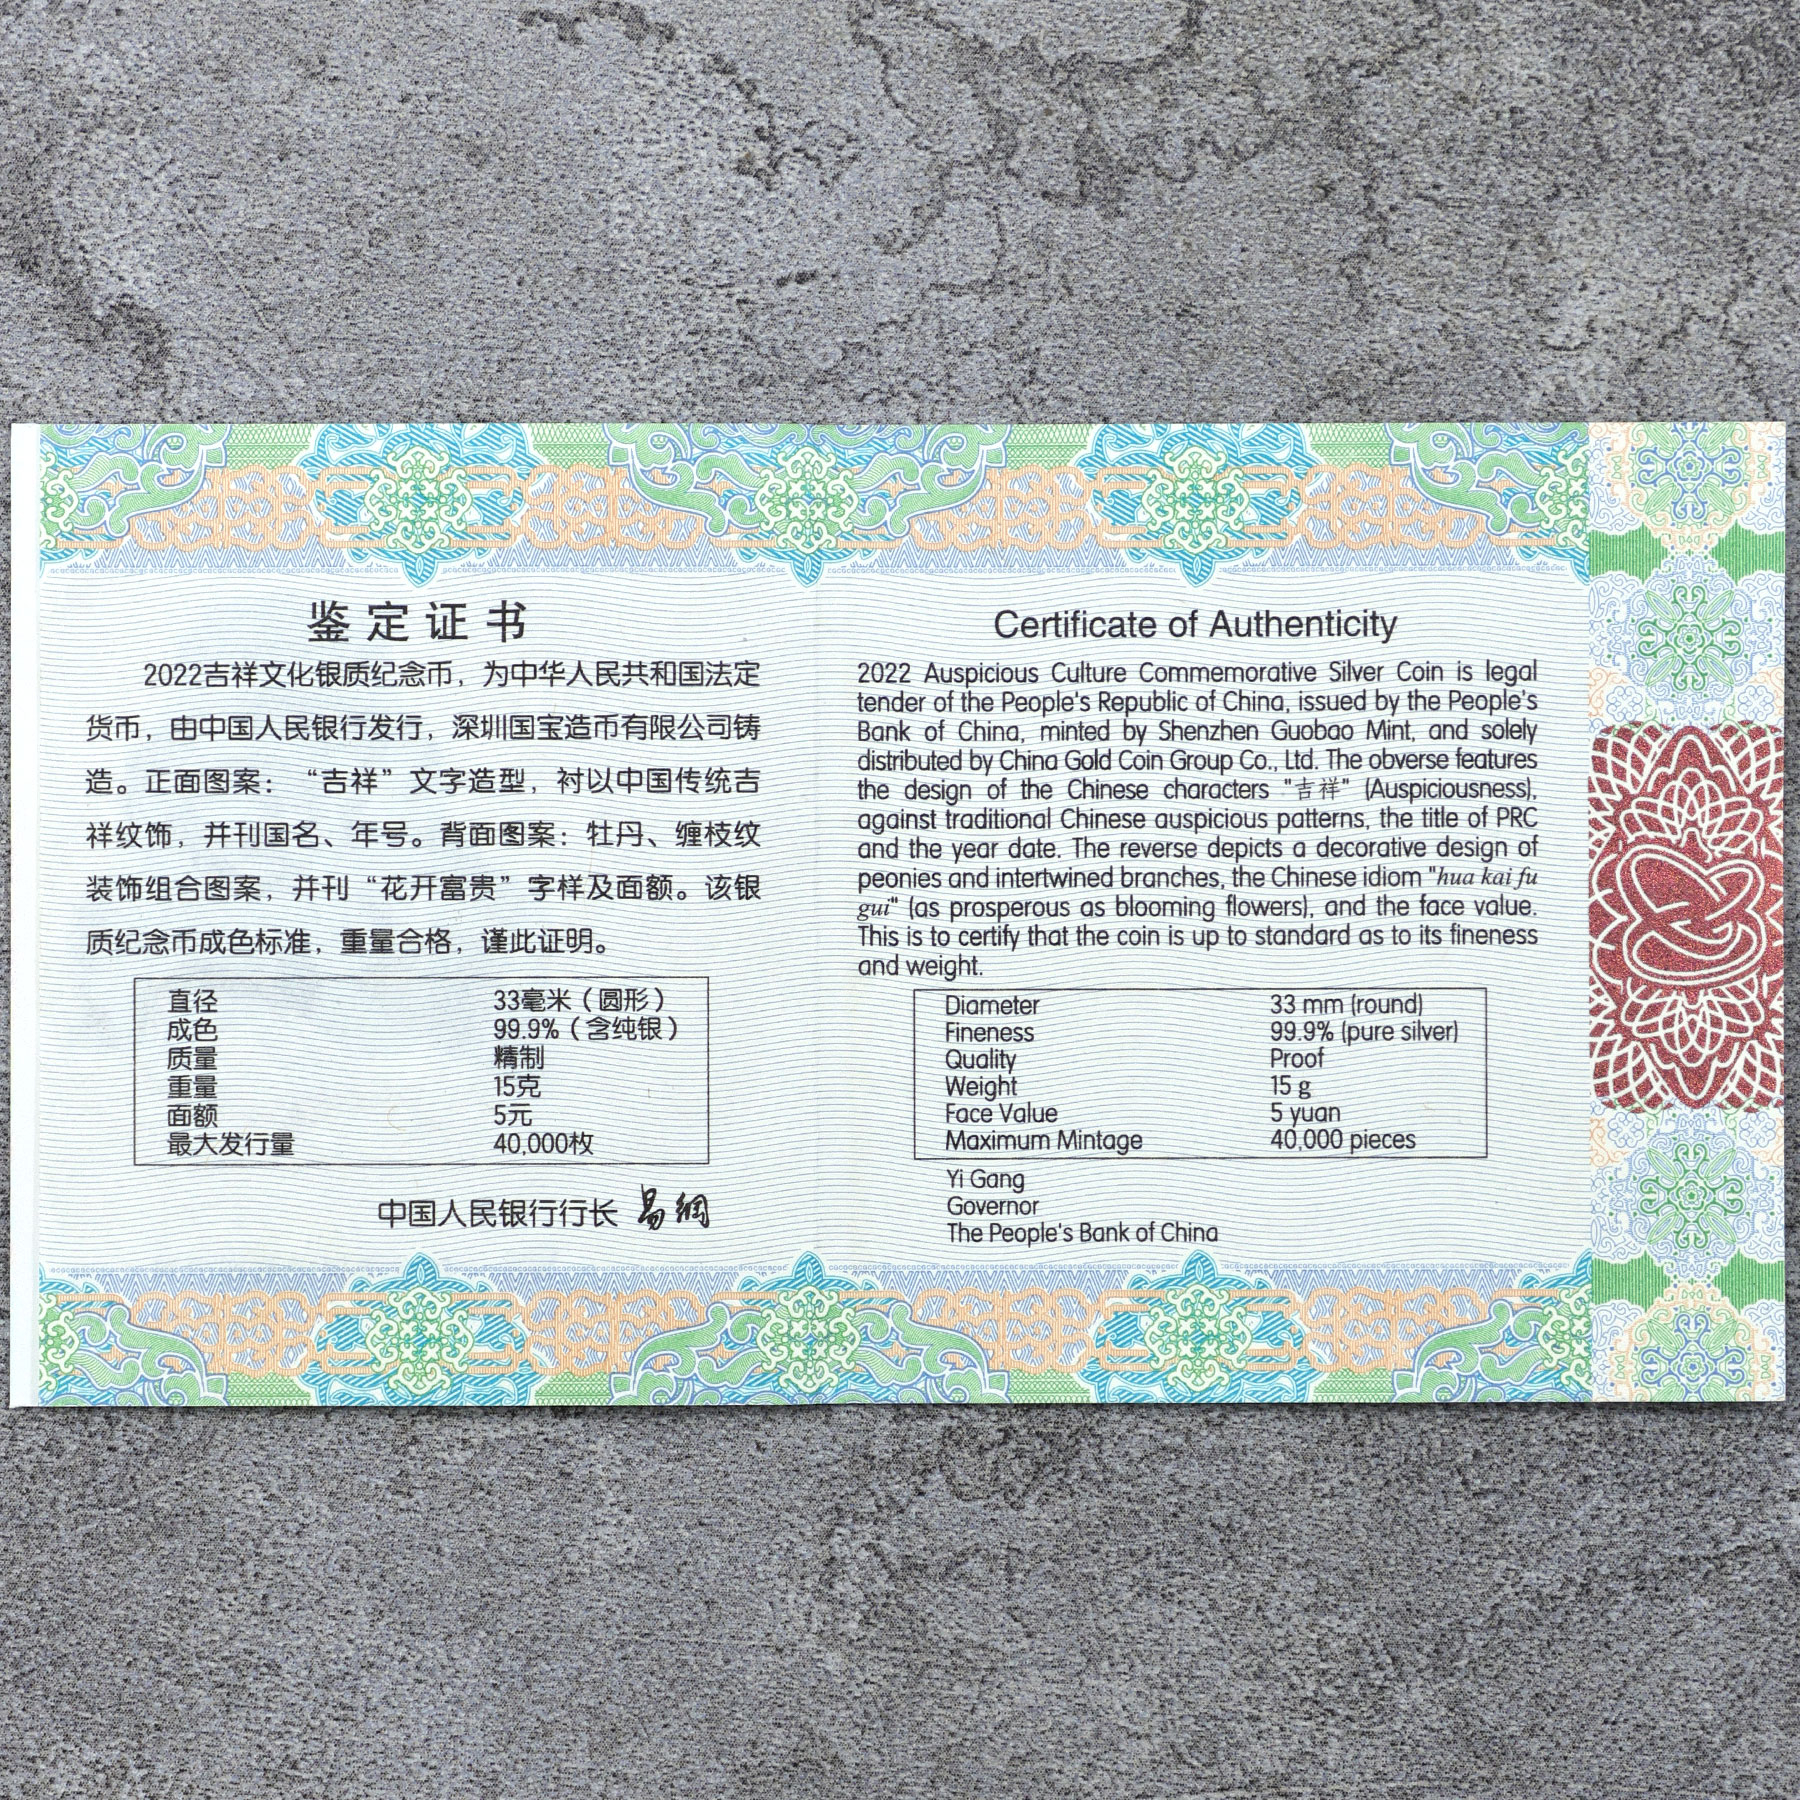 鉴定证书
2022吉祥文化银质纪念币，为中华人民共和国法定
货币，由中国人民银行发行，深圳国宝造币有限公司铸
造。正面图案：“吉祥”文字造型，衬以中国传统吉
祥纹饰，并刊国名、年号。背面图案：牡丹、缠枝纹
装饰组合图案，并刊“花开富贵”字样及面额。该银
质纪念币成色标准，重量合格，谨此证明。
直径 33毫米（圆形）
成色 99.9%（含纯银）
质量 精制
重量 15克
面额 5元
最大发行量 40,000枚
中国人民银行行长 易纲
Certificate of Authenticity
2022 Auspicious Culture Commemorative Silver Coin is legal
tender of the People's Republic of China, issued by the People's
Bank of China, minted by Shenzhen Guobao Mint, and solely
distributed by China Gold Coin Group Co., Ltd. The obverse features
the design of the Chinese characters "吉祥" (Auspiciousness),
against traditional Chinese auspicious patterns, the title of PRC
and the year date. The reverse depicts a decorative design of
peonies and intertwined branches, the Chinese idiom "hua kai fu
gui" (as prosperous as blooming flowers), and the face value.
This is to certify that the coin is up to standard as to its fineness
and weight.
Diameter 33 mm (round)
Fineness 99.9% (pure silver)
Quality Proof
Weight 15 g
Face Value 5 yuan
Maximum Mintage 40,000 pieces
Yi Gang
Governor
The People's Bank of China